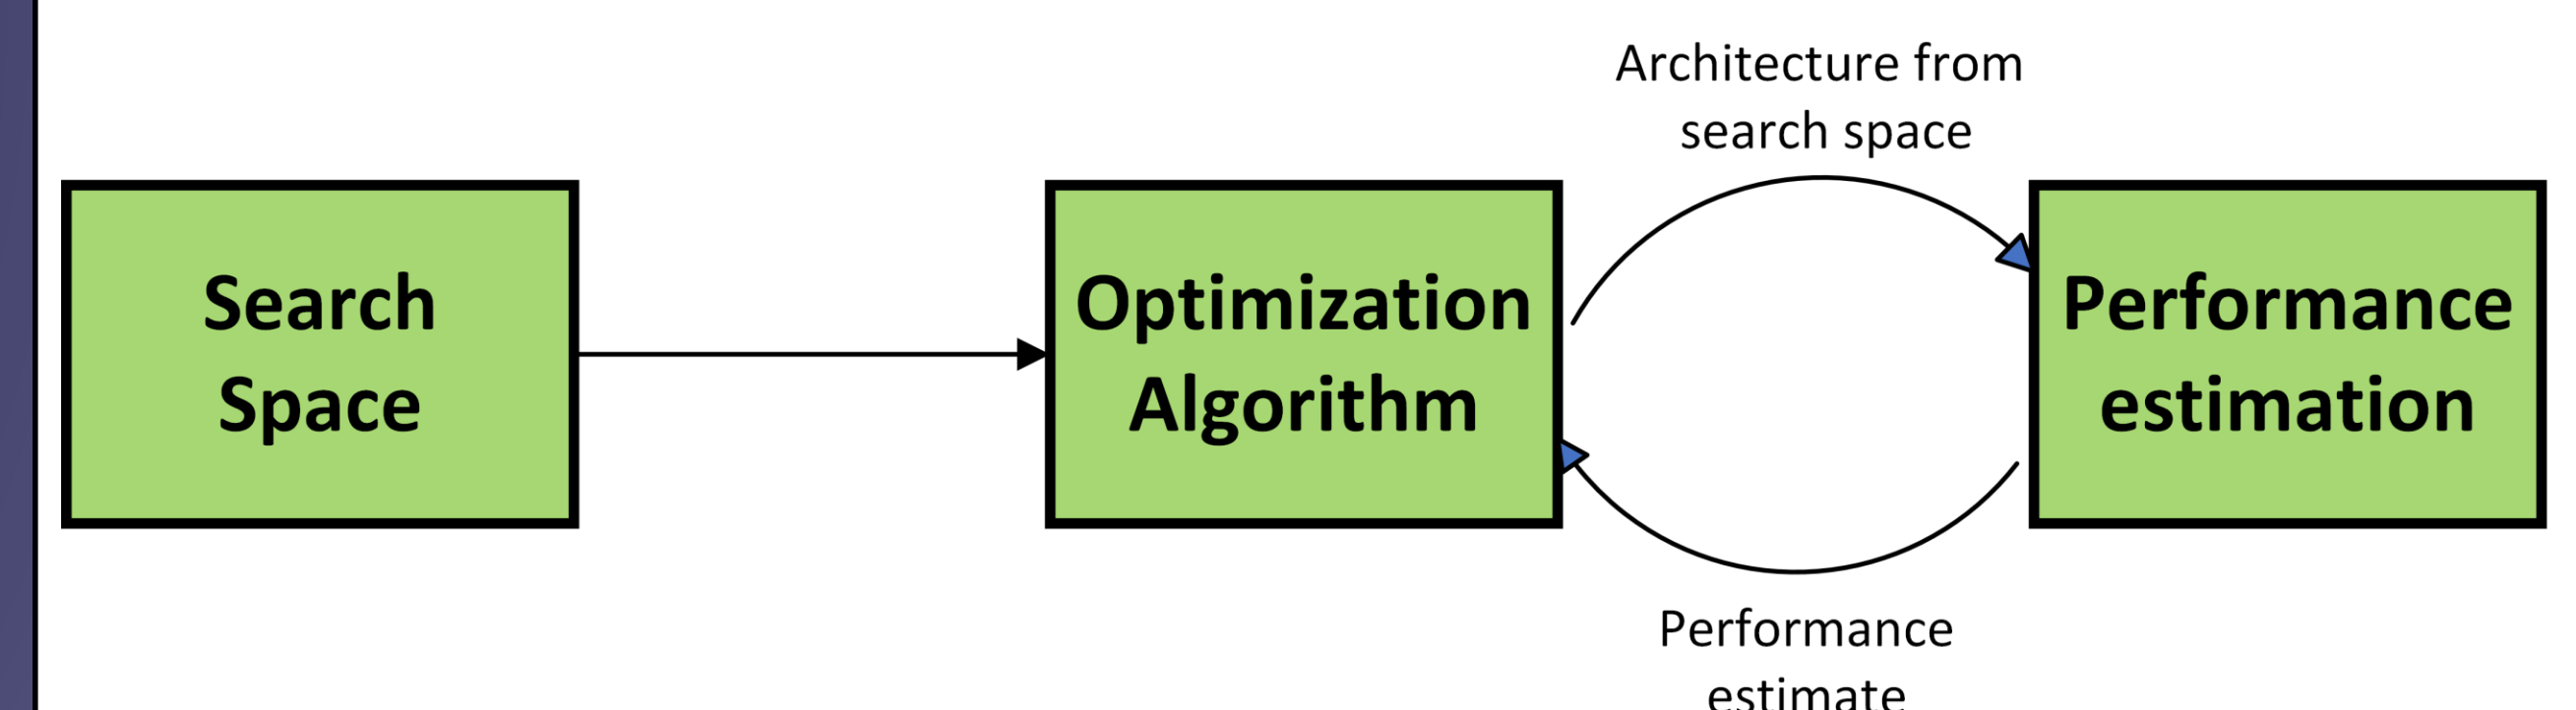 Architecture from
search space
Search
Space
Optimization
Algorithm
Performance
estimation
Performance
estimate